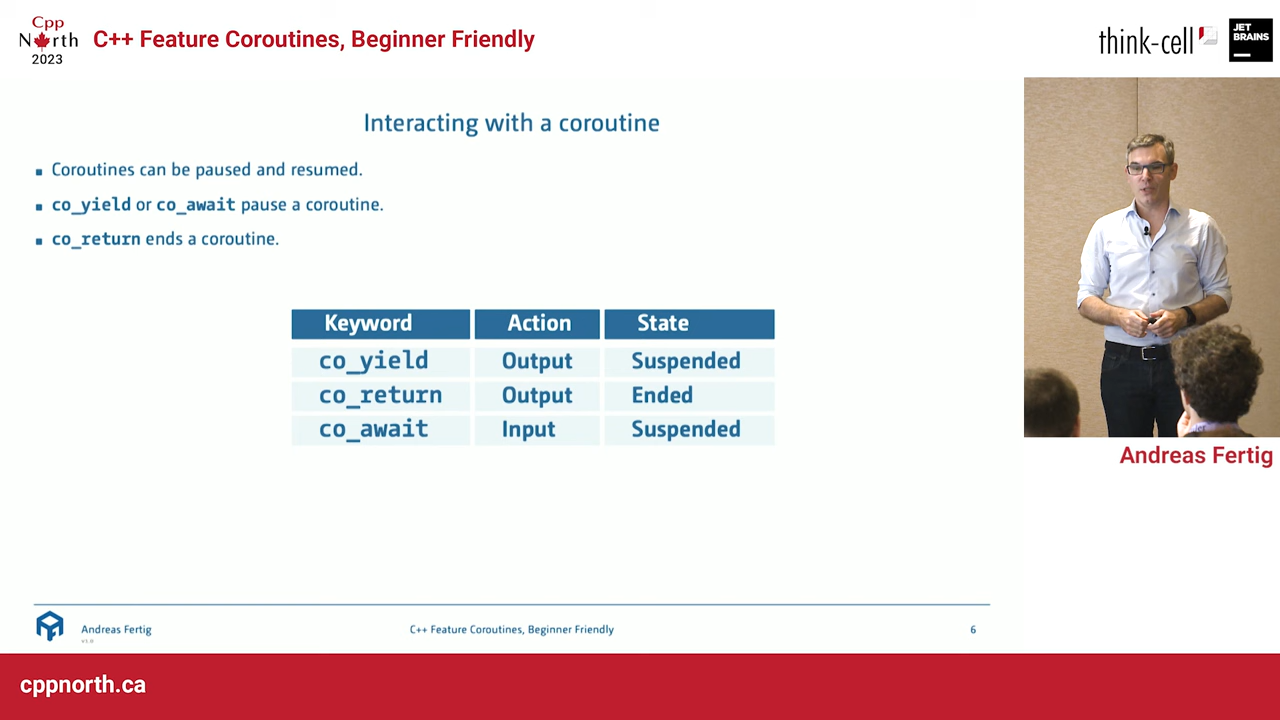 Cpp
North
2023
C++ Feature Coroutines, Beginner Friendly
think-cell
JET
BRAINS
Interacting with a coroutine
Coroutines can be paused and resumed.
co_yield or co_await pause a coroutine.
co_return ends a coroutine.
Keyword Action State
co_yield Output Suspended
co_return Output Ended
co_await Input Suspended
Andreas Fertig
Andreas Fertig
v1.0
C++ Feature Coroutines, Beginner Friendly
6
cppnorth.ca